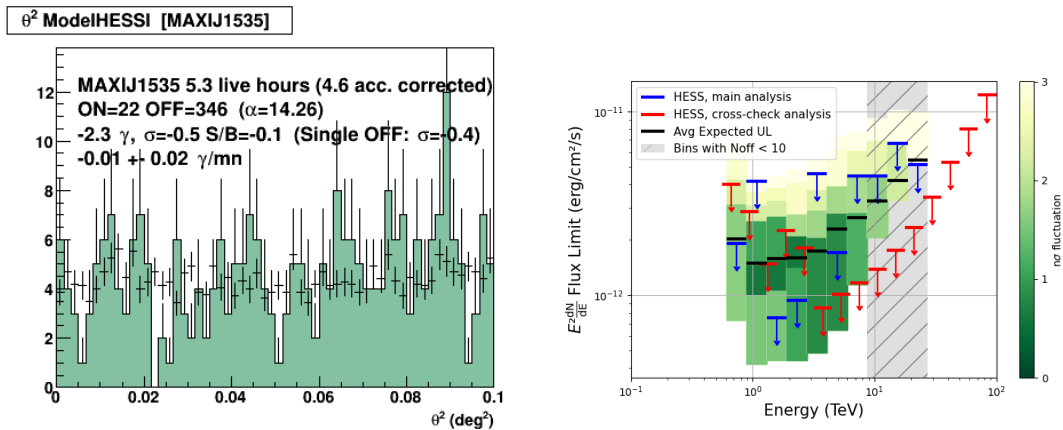 θ² ModelHESSI [MAXIJ1535]
MAXIJ1535 5.3 live hours (4.6 acc. corrected)
ON=22 OFF=346 (α=14.26)
-2.3 γ, σ=-0.5 S/B=-0.1 (Single OFF: σ=-0.4)
-0.01 +- 0.02 γ/mn
12
10
8
6
4
2
0
0 0.02 0.04 0.06 0.08 0.1
θ² (deg²)
HESS, main analysis
HESS, cross-check analysis
Avg Expected UL
Bins with Noff < 10
10⁻¹¹
10⁻¹²
E² dN/dE Flux Limit (erg/cm²/s)
10⁻¹ 10⁰ 10¹ 10²
Energy (TeV)
3
2
1
0
nσ fluctuation